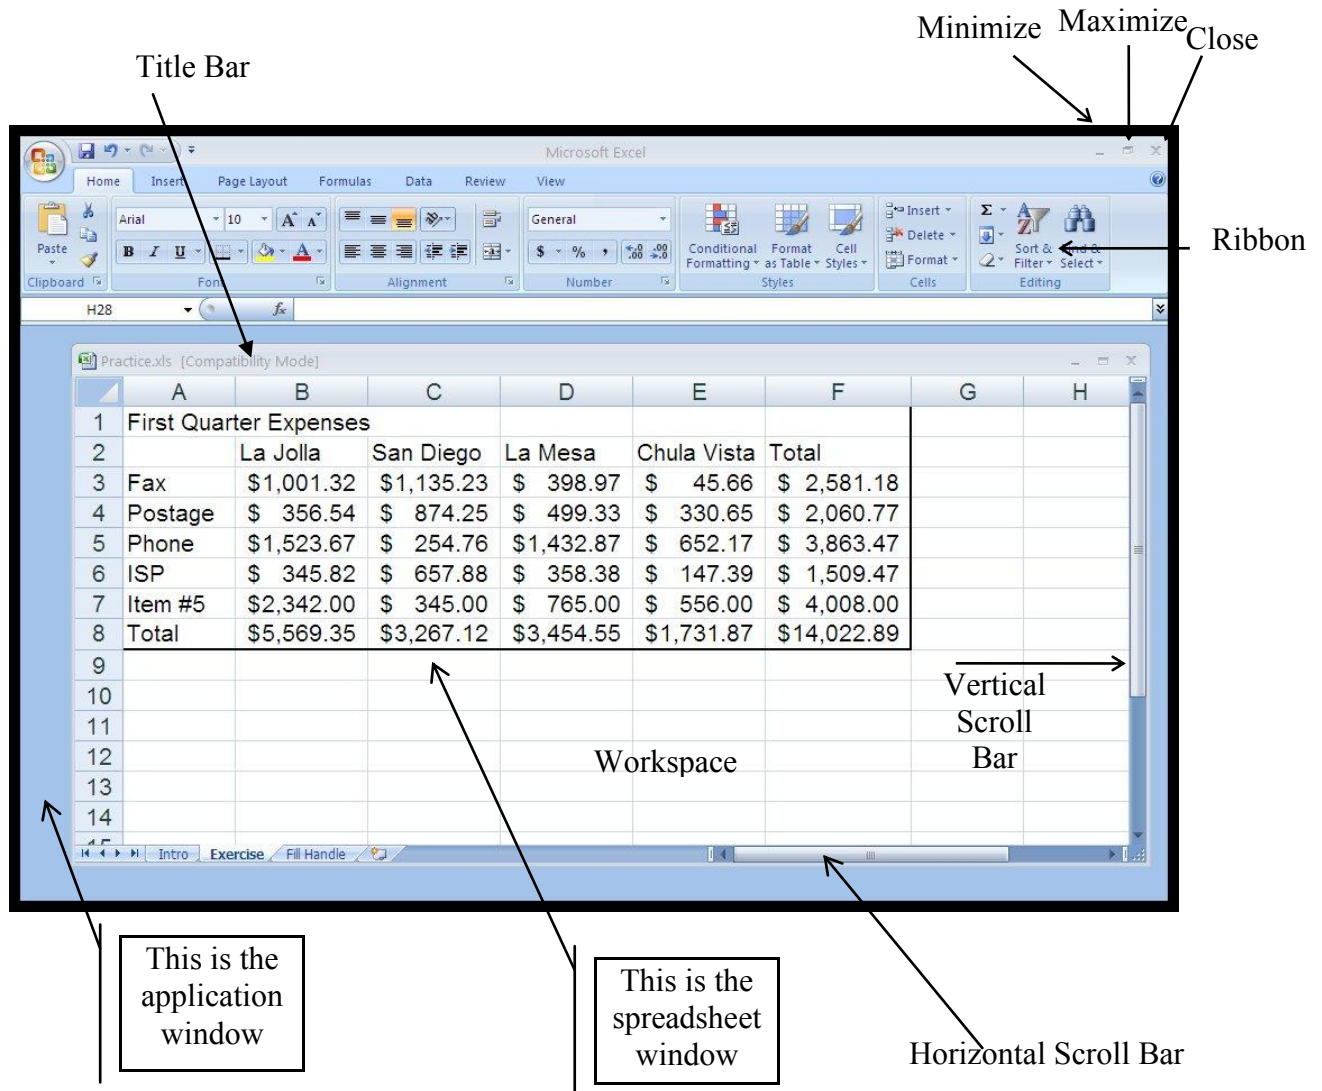 Minimize Maximize Close
Title Bar
Microsoft Excel
Home Insert Page Layout Formulas Data Review View
Arial 10 General Insert Σ
Paste B I U A $ % , Conditional Format Cell Delete Sort & Find &
Formatting as Table Styles Format Filter Select
Clipboard Font Alignment Number Styles Cells Editing
Ribbon
H28 fx
Practice.xls [Compatibility Mode]
A B C D E F G H
1 First Quarter Expenses
2 La Jolla San Diego La Mesa Chula Vista Total
3 Fax $1,001.32 $1,135.23 $ 398.97 $ 45.66 $ 2,581.18
4 Postage $ 356.54 $ 874.25 $ 499.33 $ 330.65 $ 2,060.77
5 Phone $1,523.67 $ 254.76 $1,432.87 $ 652.17 $ 3,863.47
6 ISP $ 345.82 $ 657.88 $ 358.38 $ 147.39 $ 1,509.47
7 Item #5 $2,342.00 $ 345.00 $ 765.00 $ 556.00 $ 4,008.00
8 Total $5,569.35 $3,267.12 $3,454.55 $1,731.87 $14,022.89
9
10
11
12
13
14
Vertical
Scroll
Bar
Workspace
Intro Exercise Fill Handle
This is the
application
window
This is the
spreadsheet
window
Horizontal Scroll Bar